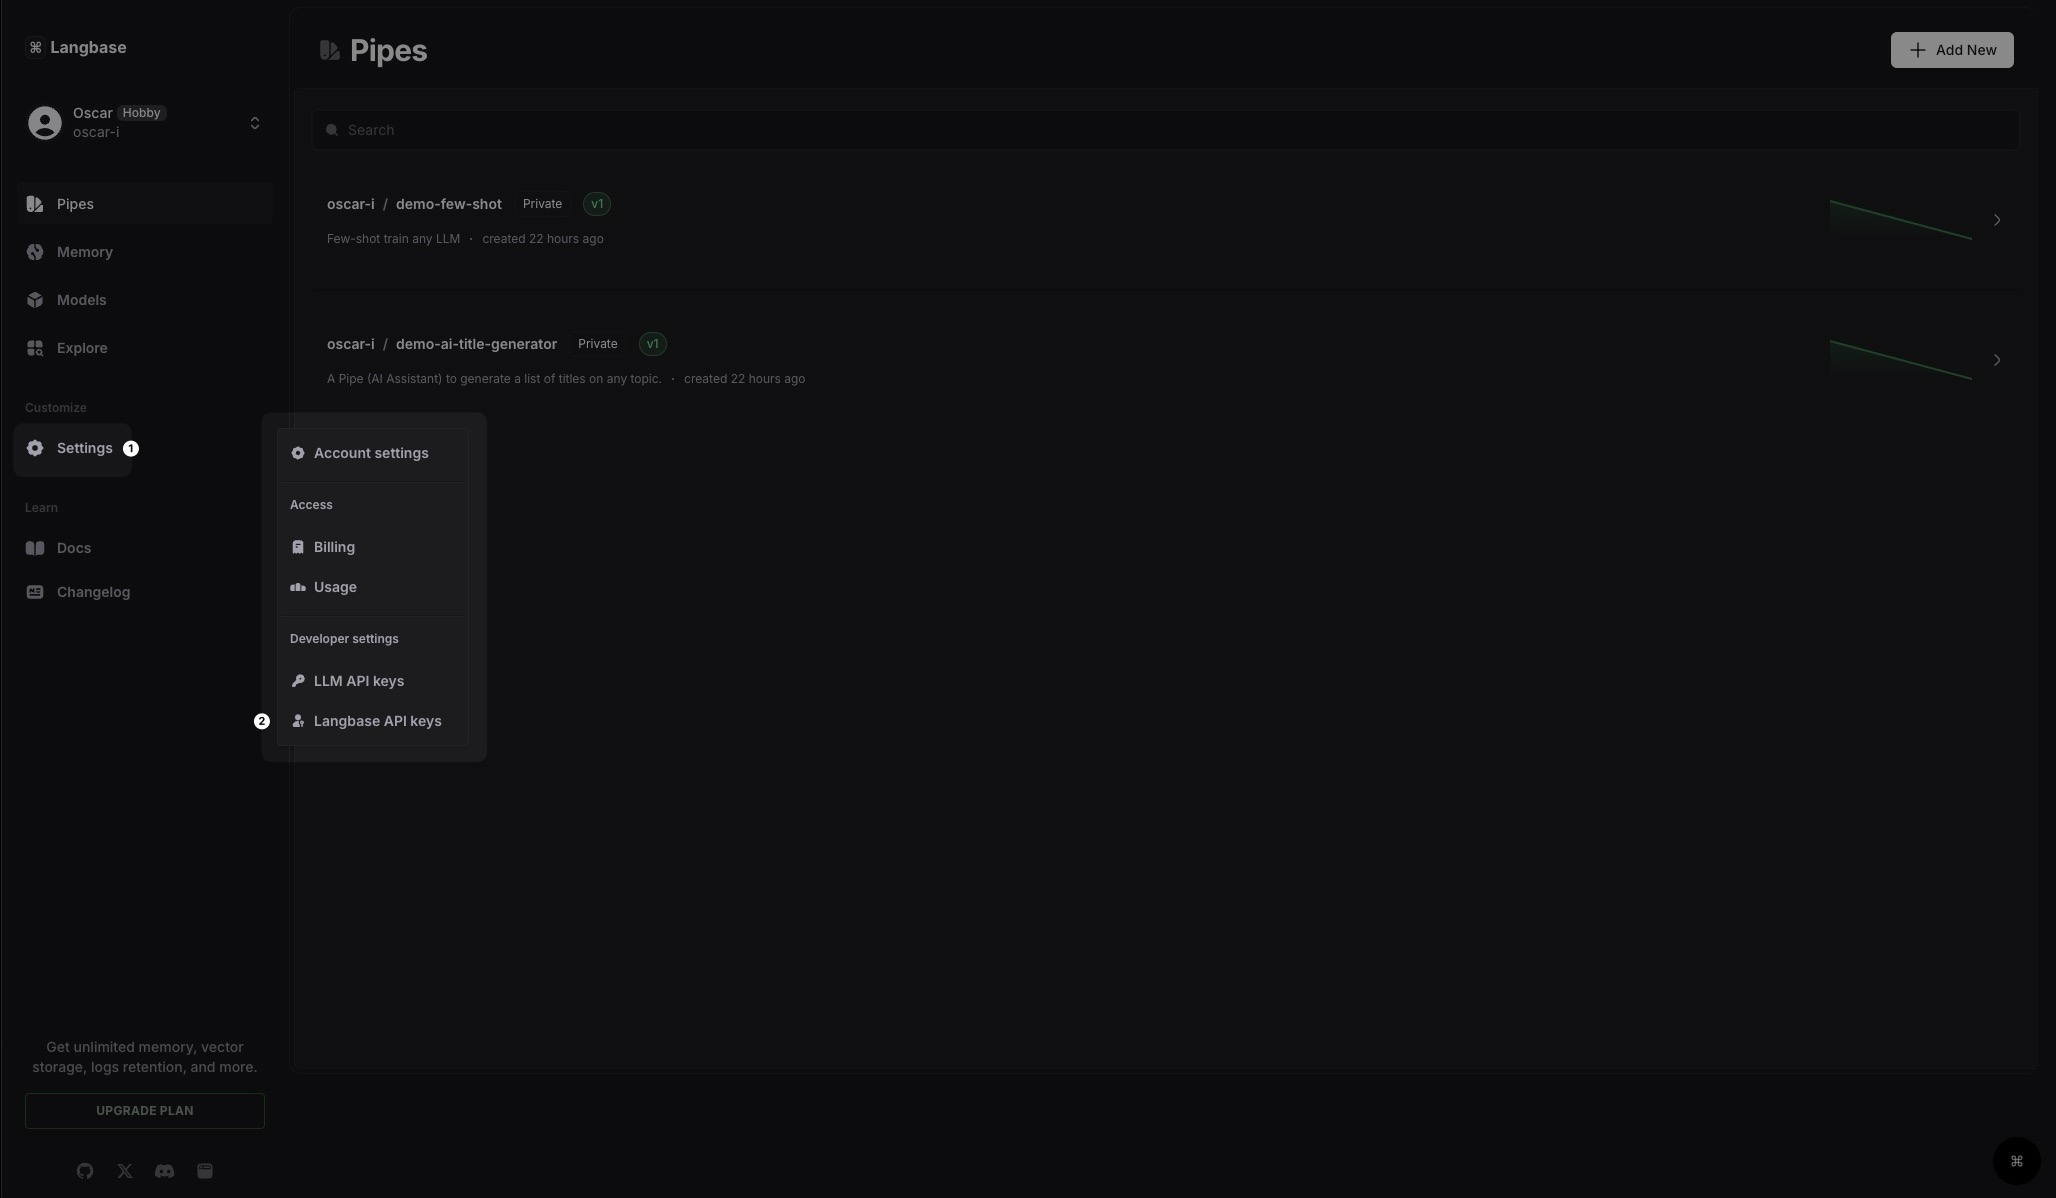 ⌘ Langbase
Oscar Hobby
oscar-i
Pipes
Memory
Models
Explore
Customize
Settings 1
Learn
Docs
Changelog
Get unlimited memory, vector
storage, logs retention, and more.
UPGRADE PLAN
Pipes
Add New
Search
oscar-i / demo-few-shot Private v1
Few-shot train any LLM · created 22 hours ago
oscar-i / demo-ai-title-generator Private v1
A Pipe (AI Assistant) to generate a list of titles on any topic. · created 22 hours ago
Account settings
Access
Billing
Usage
Developer settings
LLM API keys
2 Langbase API keys
⌘